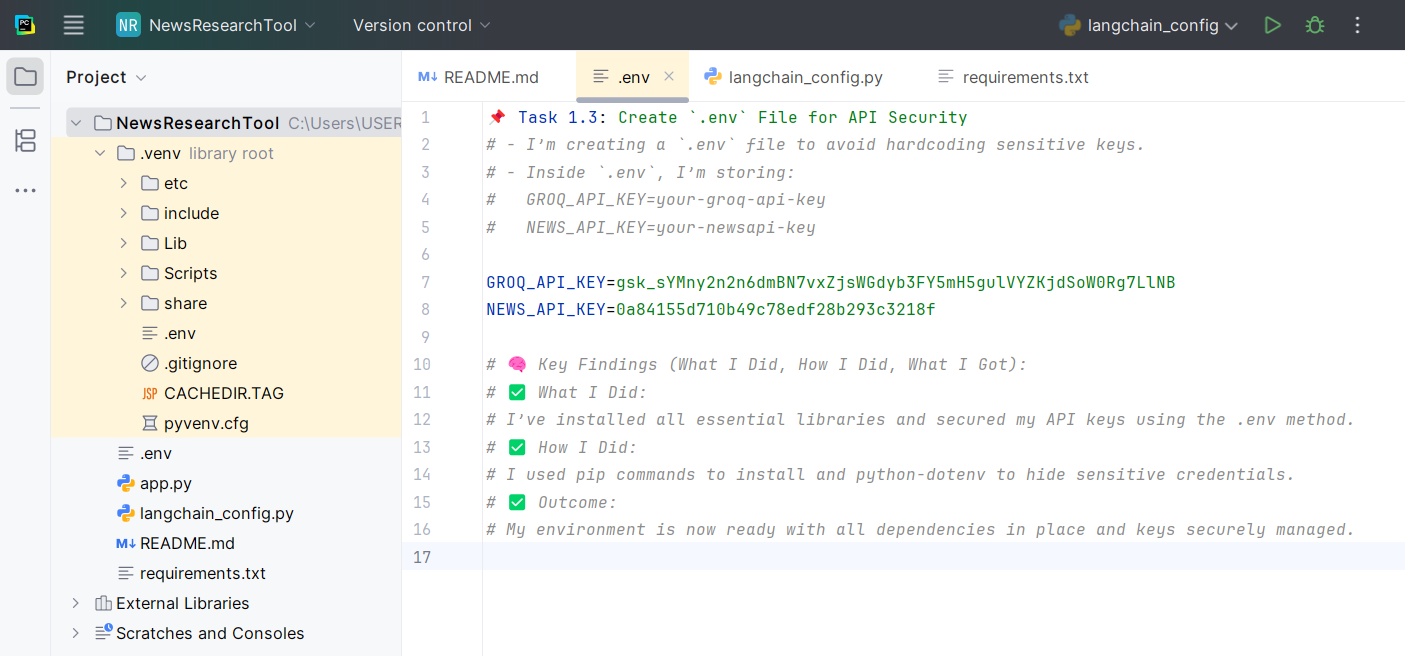 PC
NR NewsResearchTool
Version control
langchain_config
Project
README.md
.env
langchain_config.py
requirements.txt
NewsResearchTool C:\Users\USER
.venv library root
etc
include
Lib
Scripts
share
.env
.gitignore
JSP CACHEDIR.TAG
pyvenv.cfg
.env
app.py
langchain_config.py
M↓ README.md
requirements.txt
External Libraries
Scratches and Consoles
1 📌 Task 1.3: Create `.env` File for API Security
2 # - I’m creating a `.env` file to avoid hardcoding sensitive keys.
3 # - Inside `.env`, I’m storing:
4 #   GROQ_API_KEY=your-groq-api-key
5 #   NEWS_API_KEY=your-newsapi-key
6
7 GROQ_API_KEY=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
8 NEWS_API_KEY=0a84155d710b49c78edf28b293c3218f
9
10 # 🧠 Key Findings (What I Did, How I Did, What I Got):
11 # ✅ What I Did:
12 # I’ve installed all essential libraries and secured my API keys using the .env method.
13 # ✅ How I Did:
14 # I used pip commands to install and python-dotenv to hide sensitive credentials.
15 # ✅ Outcome:
16 # My environment is now ready with all dependencies in place and keys securely managed.
17